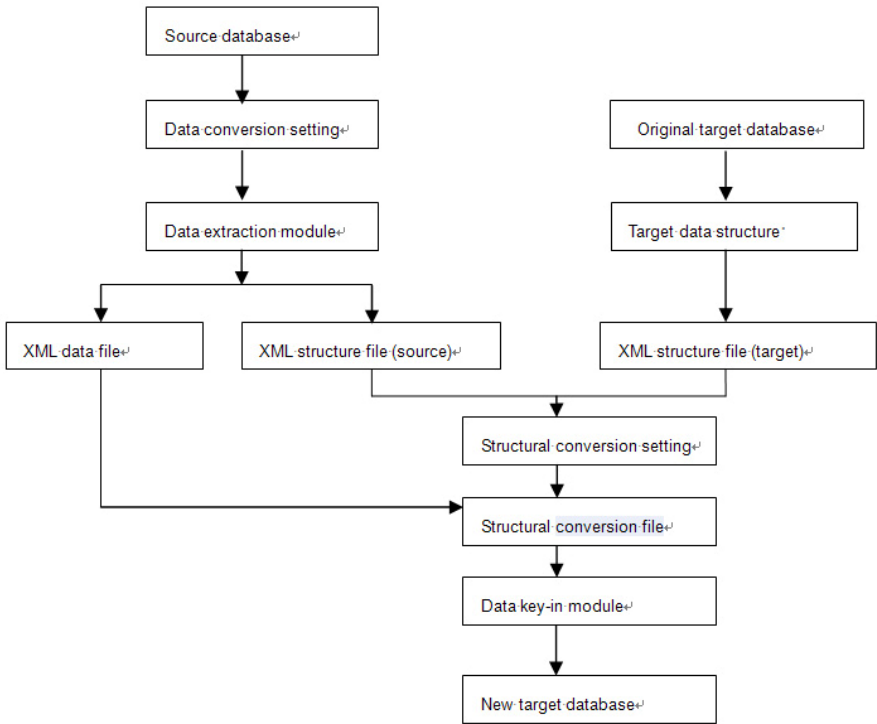 Source database
Data conversion setting
Original target database
Data extraction module
Target data structure
XML data file
XML structure file (source)
XML structure file (target)
Structural conversion setting
Structural conversion file
Data key-in module
New target database